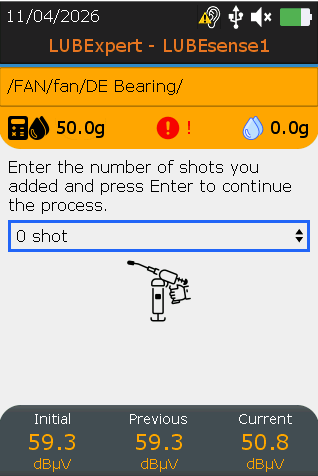 11/04/2026
LUBExpert - LUBEsense1
/FAN/fan/DE Bearing/
50.0g
!
!
0.0g
Enter the number of shots you
added and press Enter to continue
the process.
0 shot
Initial
Previous
Current
59.3
59.3
50.8
dBµV
dBµV
dBµV